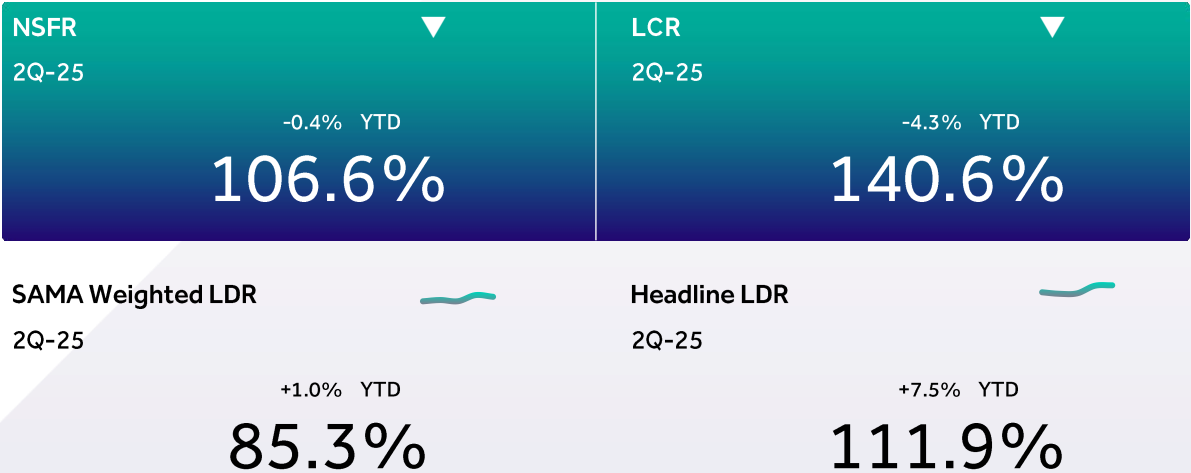 NSFR
2Q-25
-0.4% YTD
106.6%
LCR
2Q-25
-4.3% YTD
140.6%
SAMA Weighted LDR
2Q-25
+1.0% YTD
85.3%
Headline LDR
2Q-25
+7.5% YTD
111.9%